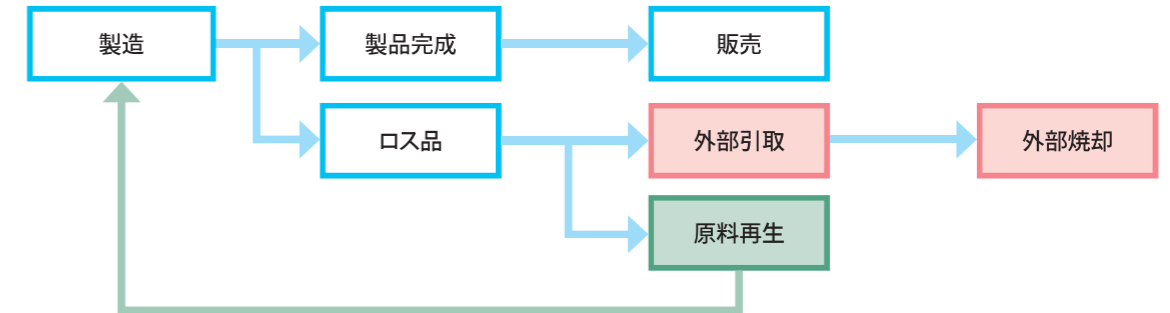 製造
製品完成
販売
ロス品
外部引取
外部焼却
原料再生